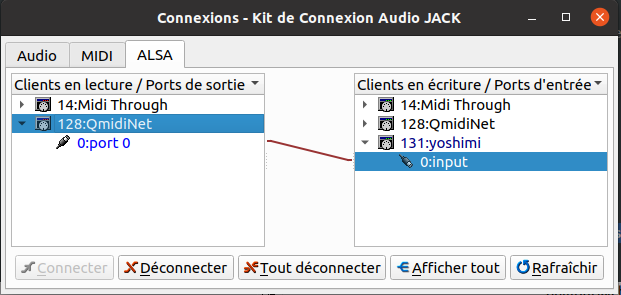 Connexions - Kit de Connexion Audio JACK
Audio MIDI ALSA
Clients en lecture / Ports de sortie Clients en écriture / Ports d'entrée
14:Midi Through 14:Midi Through
128:QmidiNet 128:QmidiNet
0:port 0 131:yoshimi
0:input
Connecter Déconnecter Tout déconnecter Afficher tout Rafraîchir